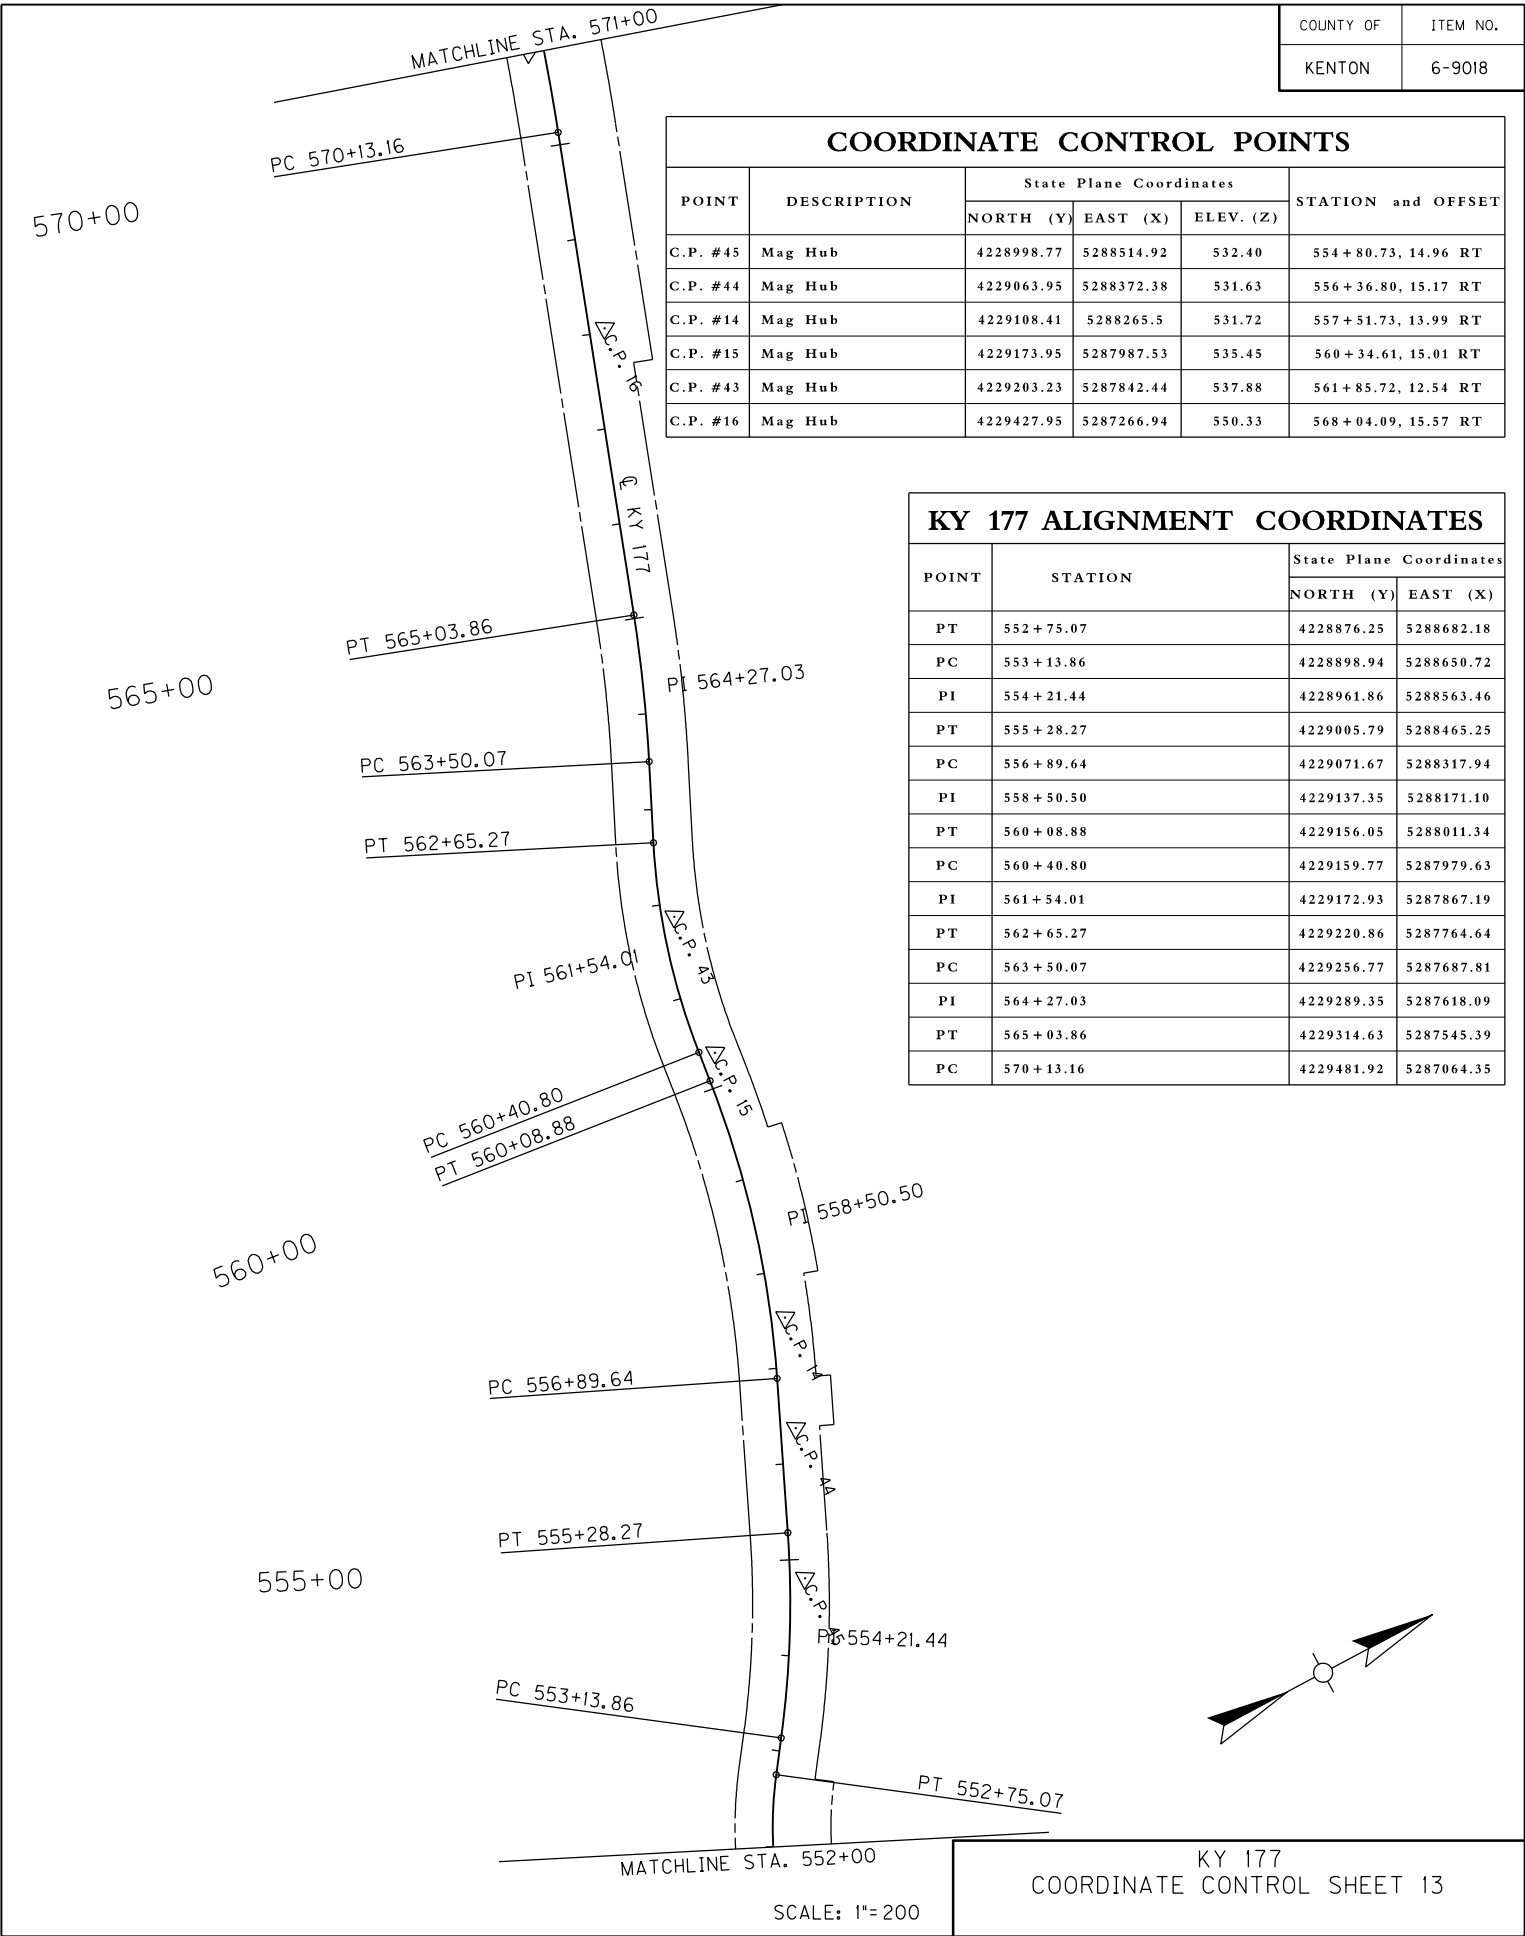 COUNTY OF ITEM NO.
KENTON 6-9018
MATCHLINE STA. 571+00
PC 570+13.16
570+00
COORDINATE CONTROL POINTS
POINT DESCRIPTION State Plane Coordinates STATION and OFFSET
NORTH (Y) EAST (X) ELEV. (Z)
C.P. #45 Mag Hub 4228998.77 5288514.92 532.40 554+80.73, 14.96 RT
C.P. #44 Mag Hub 4229063.95 5288372.38 531.63 556+36.80, 15.17 RT
C.P. #14 Mag Hub 4229108.41 5288265.5 531.72 557+51.73, 13.99 RT
C.P. #15 Mag Hub 4229173.95 5287987.53 535.45 560+34.61, 15.01 RT
C.P. #43 Mag Hub 4229203.23 5287842.44 537.88 561+85.72, 12.54 RT
C.P. #16 Mag Hub 4229427.95 5287266.94 550.33 568+04.09, 15.57 RT
C.P. 16
℄ KY 177
KY 177 ALIGNMENT COORDINATES
POINT STATION State Plane Coordinates
NORTH (Y) EAST (X)
PT 552+75.07 4228876.25 5288682.18
PC 553+13.86 4228898.94 5288650.72
PI 554+21.44 4228961.86 5288563.46
PT 555+28.27 4229005.79 5288465.25
PC 556+89.64 4229071.67 5288317.94
PI 558+50.50 4229137.35 5288171.10
PT 560+08.88 4229156.05 5288011.34
PC 560+40.80 4229159.77 5287979.63
PI 561+54.01 4229172.93 5287867.19
PT 562+65.27 4229220.86 5287764.64
PC 563+50.07 4229256.77 5287687.81
PI 564+27.03 4229289.35 5287618.09
PT 565+03.86 4229314.63 5287545.39
PC 570+13.16 4229481.92 5287064.35
PT 565+03.86
565+00
PI 564+27.03
PC 563+50.07
PT 562+65.27
C.P. 43
PI 561+54.01
C.P. 15
PC 560+40.80
PT 560+08.88
PI 558+50.50
560+00
C.P. 14
PC 556+89.64
C.P. 44
PT 555+28.27
555+00
C.P. 45
PI 554+21.44
PC 553+13.86
PT 552+75.07
MATCHLINE STA. 552+00
SCALE: 1"=200
KY 177
COORDINATE CONTROL SHEET 13